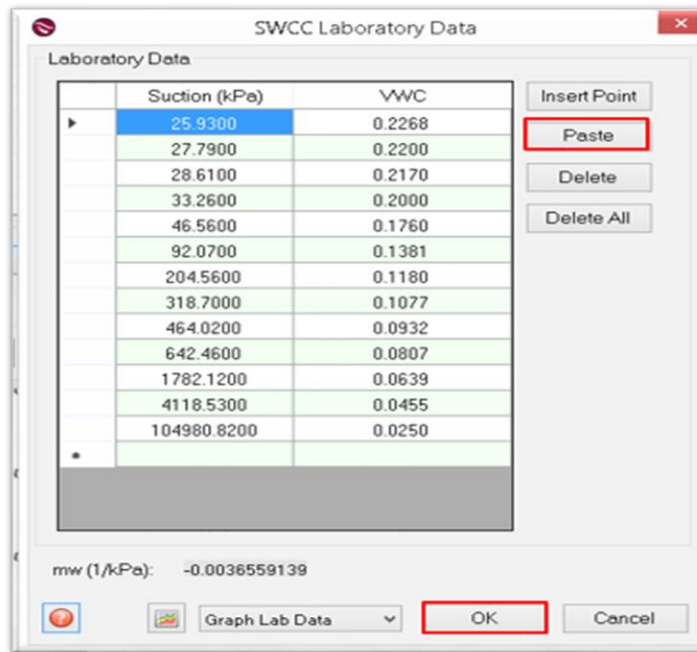 SWCC Laboratory Data
Laboratory Data
Suction (kPa) VWC
25.9300 0.2268
27.7900 0.2200
28.6100 0.2170
33.2600 0.2000
46.5600 0.1760
92.0700 0.1381
204.5600 0.1180
318.7000 0.1077
464.0200 0.0932
642.4600 0.0807
1782.1200 0.0639
4118.5300 0.0455
104980.8200 0.0250
Insert Point
Paste
Delete
Delete All
mw (1/kPa): -0.0036559139
Graph Lab Data
OK
Cancel